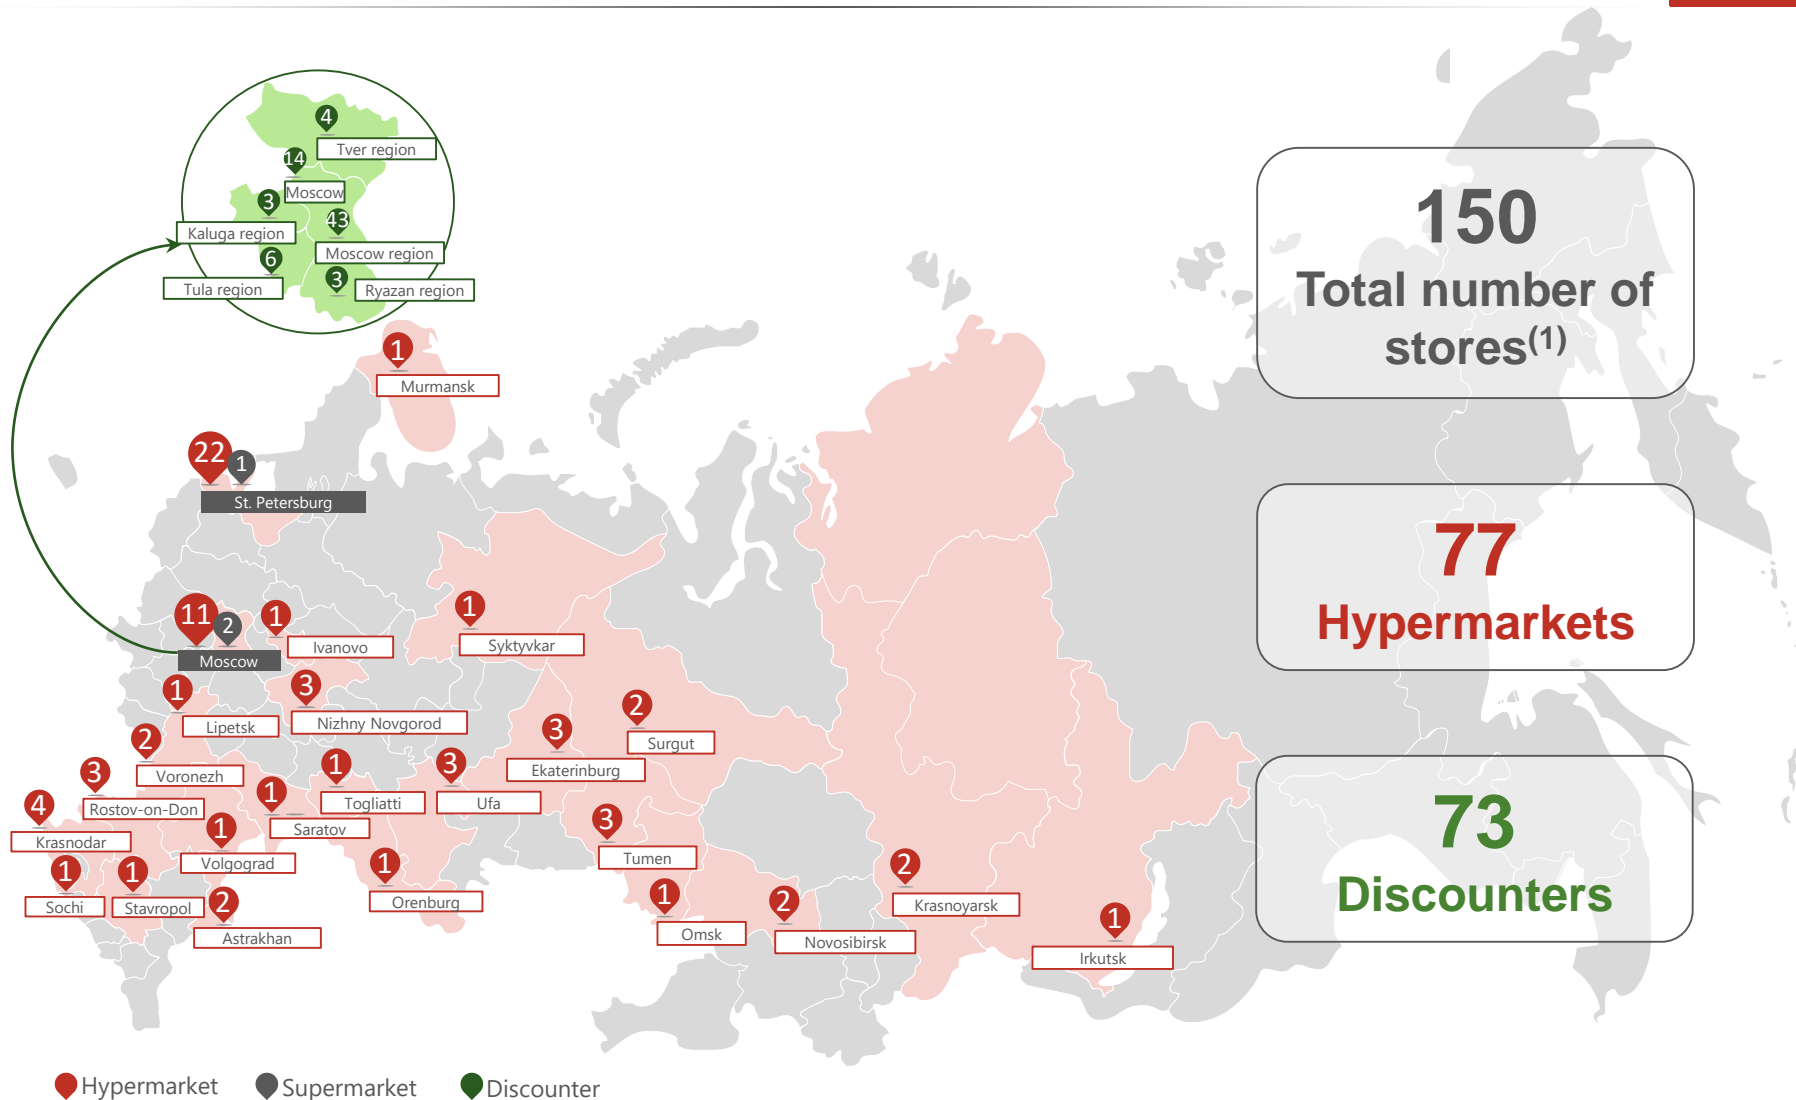 4
Tver region
14
Moscow
3
Kaluga region
43
Moscow region
6
Tula region
3
Ryazan region
150
Total number of
stores(1)
1
Murmansk
22
1
St. Petersburg
77
Hypermarkets
11
2
Moscow
1
Ivanovo
1
Syktyvkar
1
Lipetsk
3
Nizhny Novgorod
2
Surgut
3
Ekaterinburg
2
Voronezh
3
Rostov-on-Don
1
Togliatti
3
Ufa
1
Saratov
4
Krasnodar
1
Volgograd
3
Tumen
73
Discounters
1
Sochi
1
Stavropol
2
Astrakhan
1
Orenburg
1
Omsk
2
Novosibirsk
2
Krasnoyarsk
1
Irkutsk
Hypermarket
Supermarket
Discounter